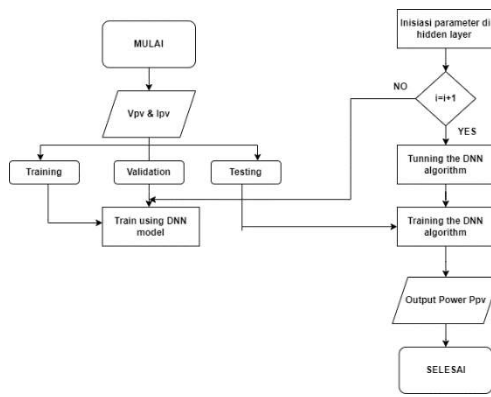 MULAI
Vpv & Ipv
Training
Validation
Testing
Train using DNN
model
Inisiasi parameter di
hidden layer
NO
i=i+1
YES
Tunning the DNN
algorithm
Training the DNN
algorithm
Output Power Ppv
SELESAI